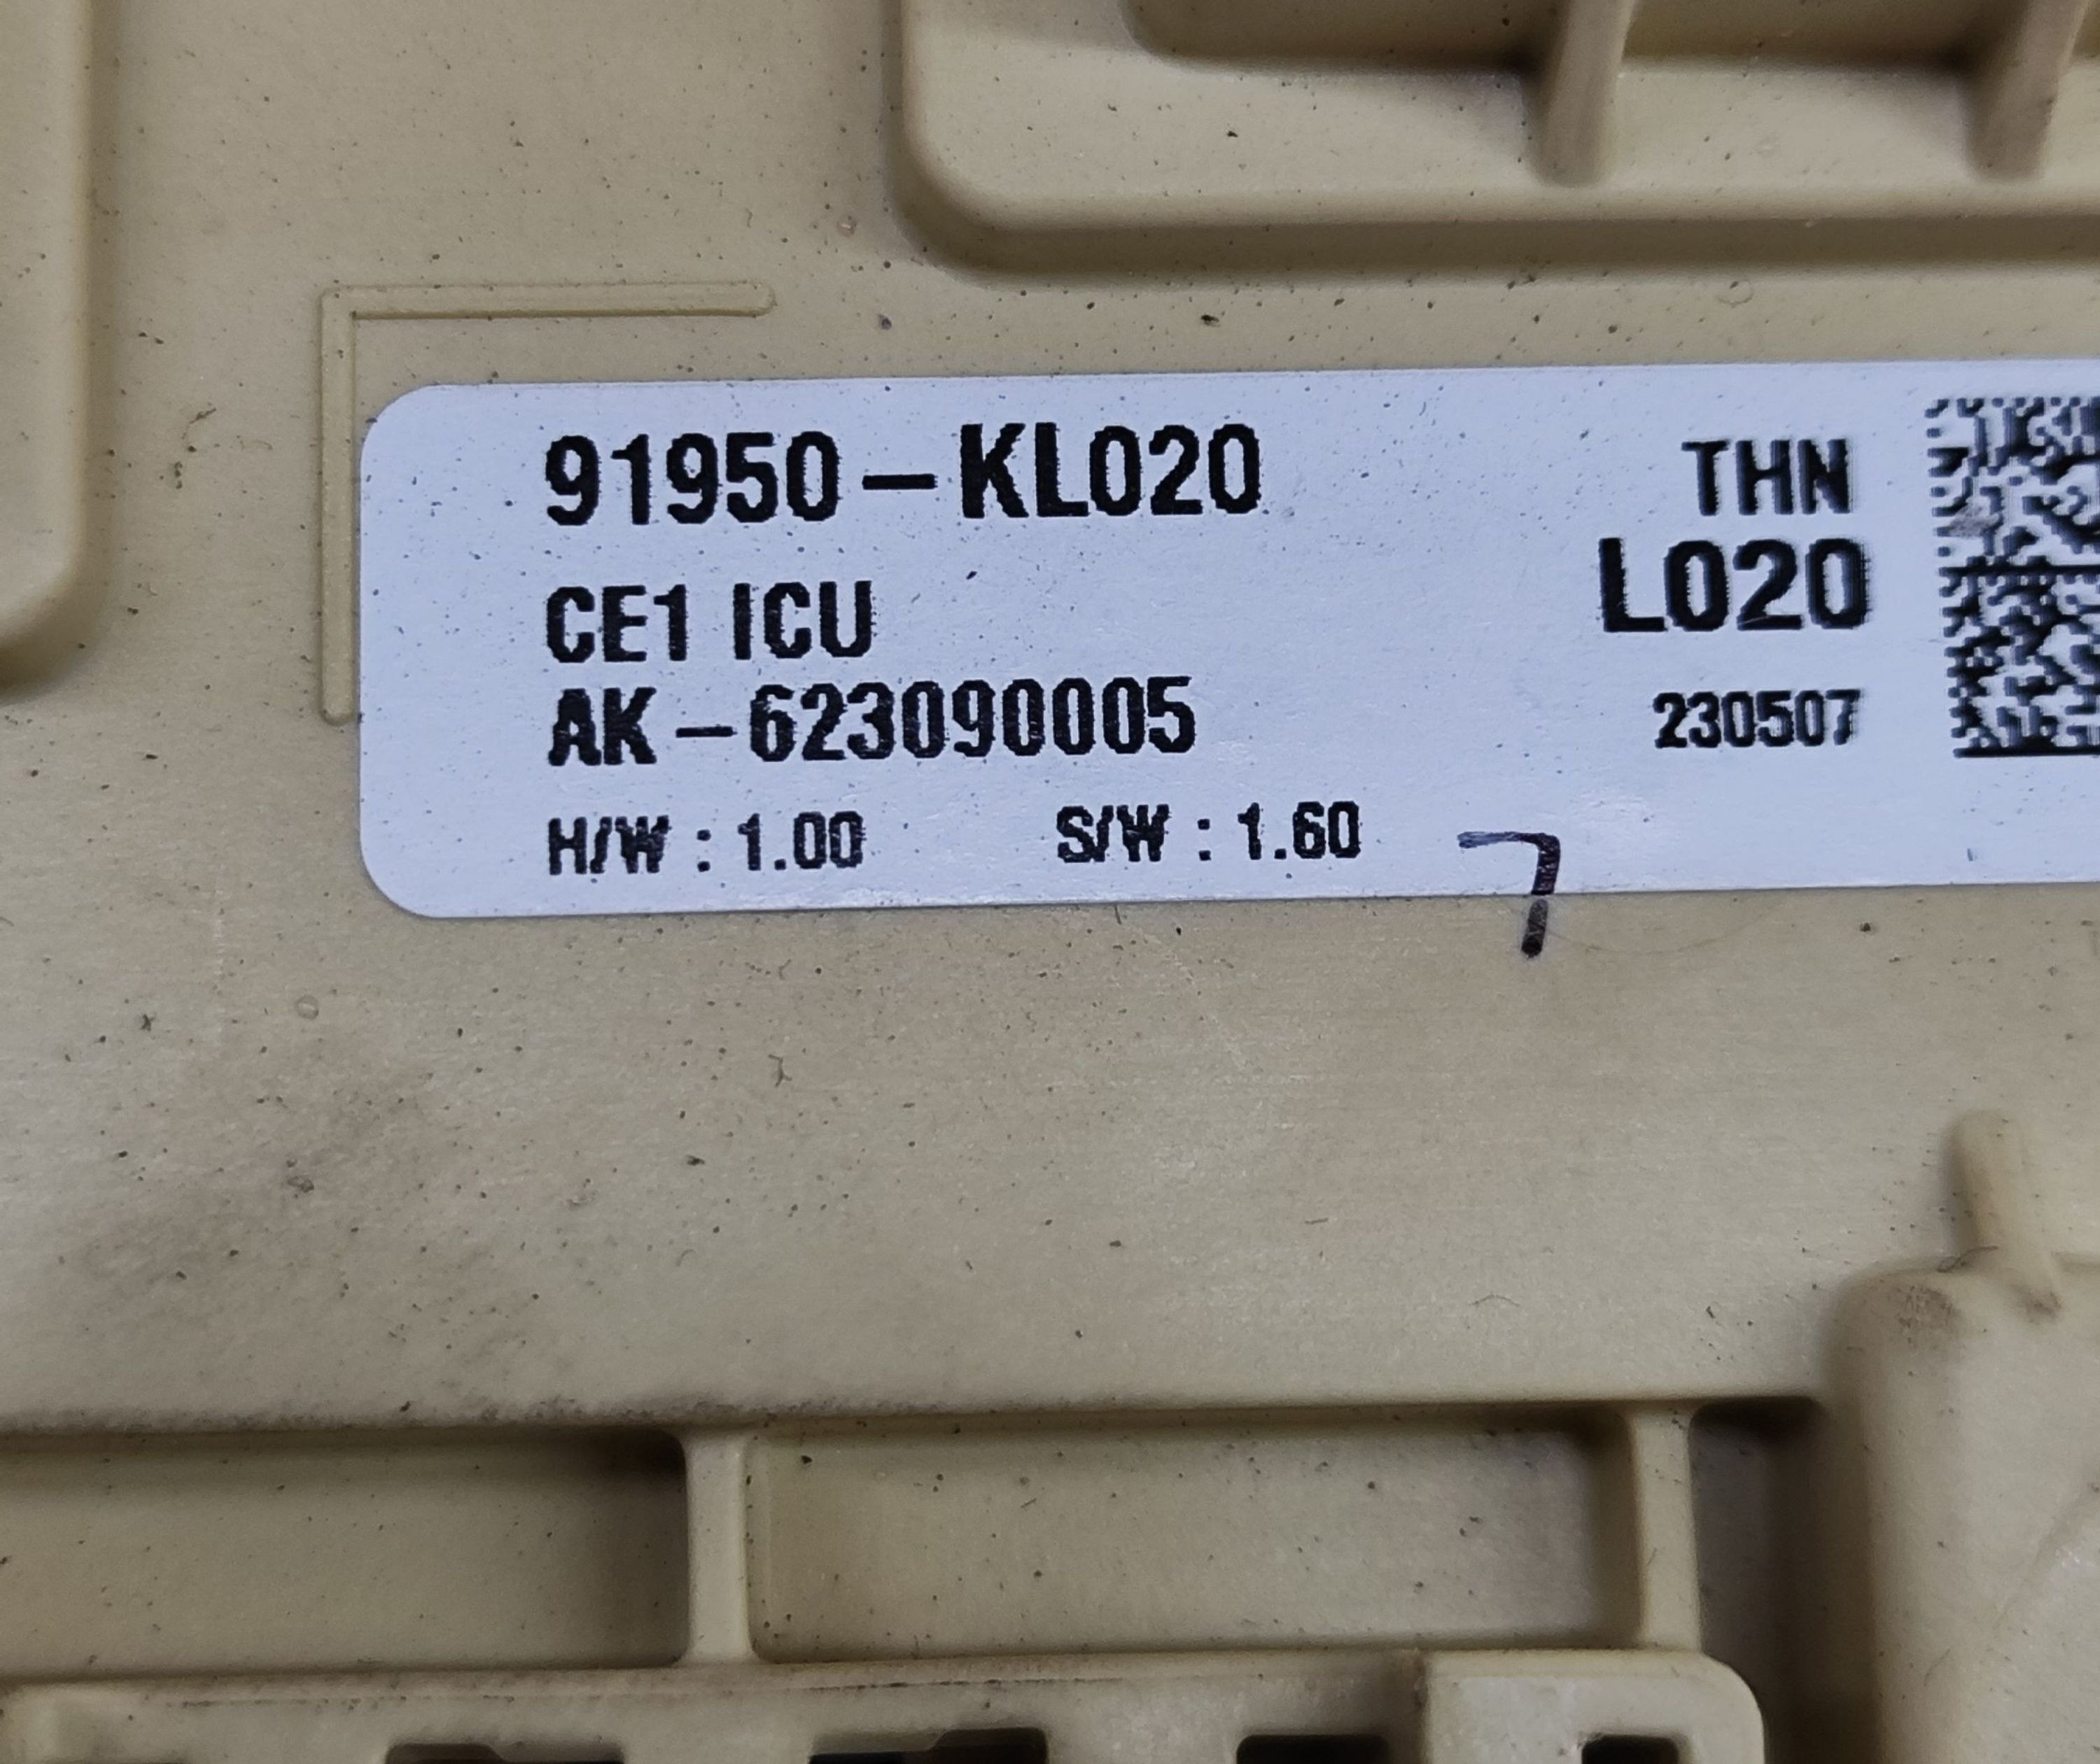 91950-KL020
CE1 ICU
AK-623090005
H/W : 1.00 S/W : 1.60
THN
L020
230507
7